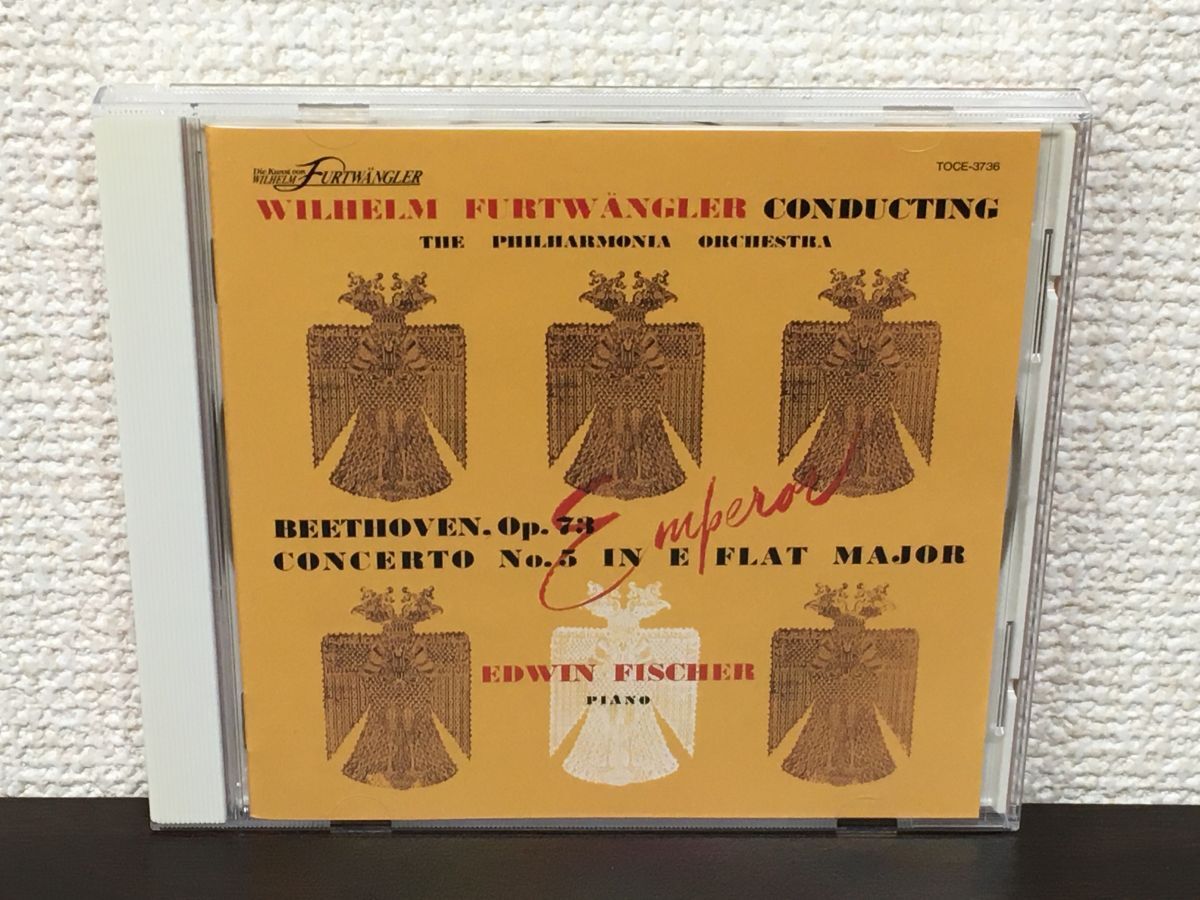 Die Kunst von
WILHELM FURTWÄNGLER
TOCE-3736
WILHELM FURTWÄNGLER CONDUCTING
THE PHILHARMONIA ORCHESTRA
Emperor
BEETHOVEN, Op. 73
CONCERTO No. 5 IN E FLAT MAJOR
EDWIN FISCHER
PIANO